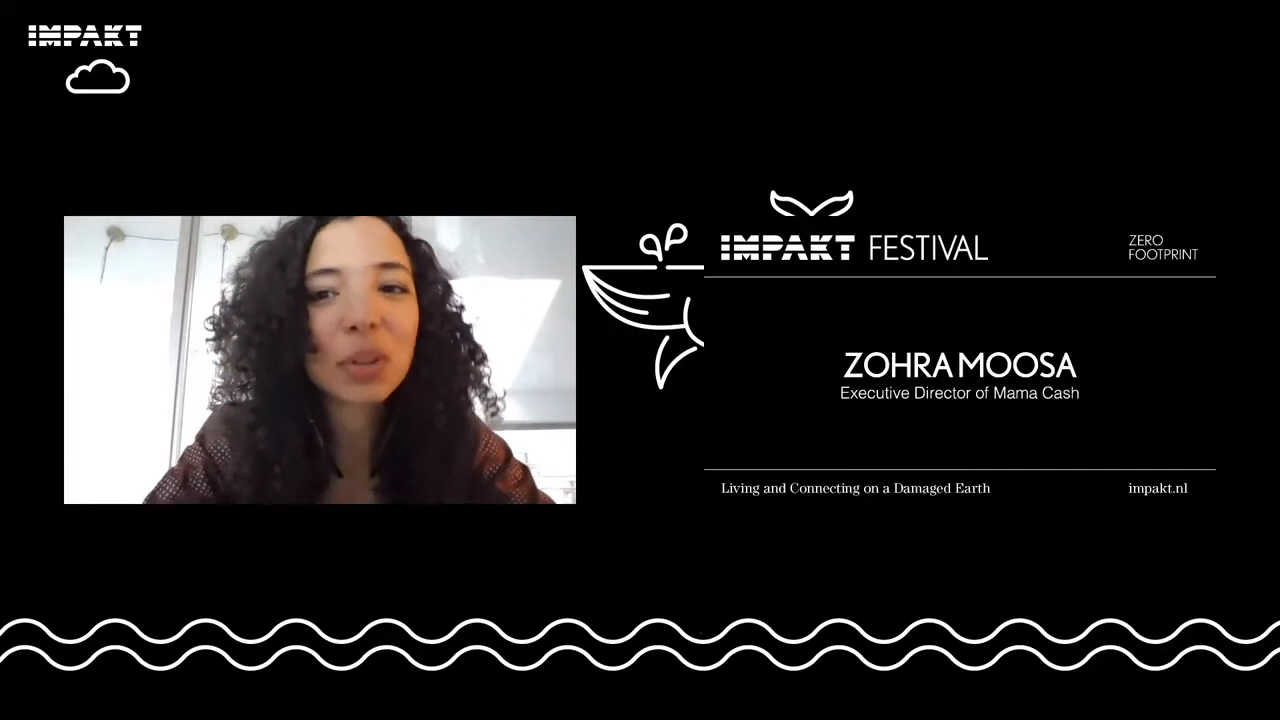 IMPAKT
IMPAKT FESTIVAL
ZERO
FOOTPRINT
ZOHRA MOOSA
Executive Director of Mama Cash
Living and Connecting on a Damaged Earth
impakt.nl